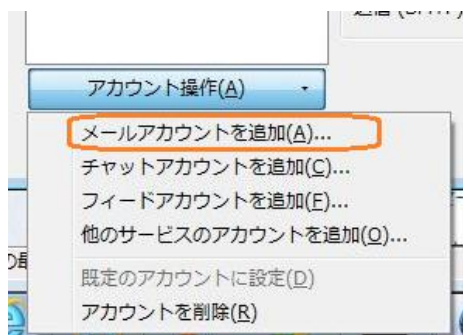 アカウント操作(A)
メールアカウントを追加(A)...
チャットアカウントを追加(C)...
フィードアカウントを追加(F)...
他のサービスのアカウントを追加(O)...
既定のアカウントに設定(D)
アカウントを削除(R)